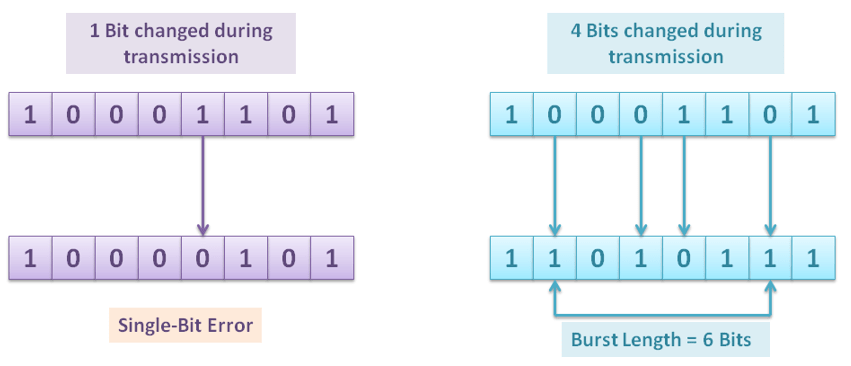 1 Bit changed during
transmission
1 0 0 0 1 1 0 1
1 0 0 0 0 1 0 1
Single-Bit Error
4 Bits changed during
transmission
1 0 0 0 1 1 0 1
1 1 0 1 0 1 1 1
Burst Length = 6 Bits